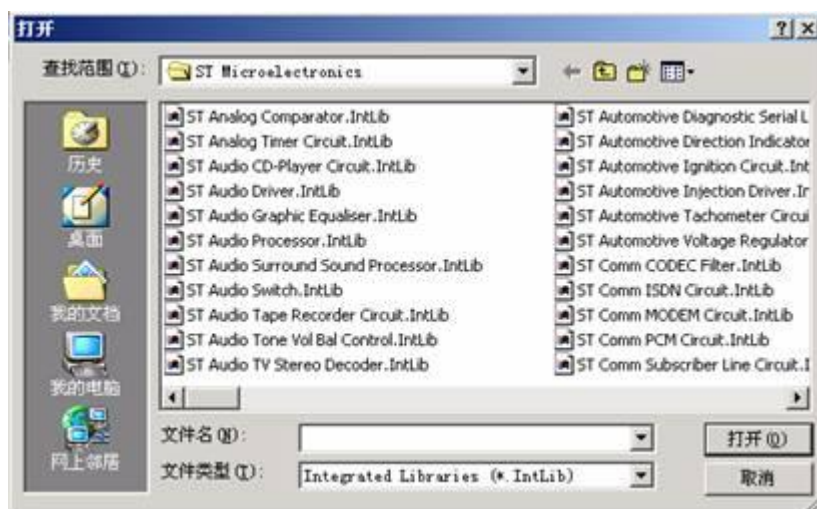 打开
查找范围(I):
ST Microelectronics
历史
桌面
我的文档
我的电脑
网上邻居
ST Analog Comparator.IntLib
ST Analog Timer Circuit.IntLib
ST Audio CD-Player Circuit.IntLib
ST Audio Driver.IntLib
ST Audio Graphic Equaliser.IntLib
ST Audio Processor.IntLib
ST Audio Surround Sound Processor.IntLib
ST Audio Switch.IntLib
ST Audio Tape Recorder Circuit.IntLib
ST Audio Tone Vol Bal Control.IntLib
ST Audio TV Stereo Decoder.IntLib
ST Automotive Diagnostic Serial L
ST Automotive Direction Indicator
ST Automotive Ignition Circuit.Int
ST Automotive Injection Driver.Ir
ST Automotive Tachometer Circui
ST Automotive Voltage Regulator
ST Comm CODEC Filter.IntLib
ST Comm ISDN Circuit.IntLib
ST Comm MODEM Circuit.IntLib
ST Comm PCM Circuit.IntLib
ST Comm Subscriber Line Circuit.I
文件名(N):
打开(O)
文件类型(T):
Integrated Libraries (*.IntLib)
取消